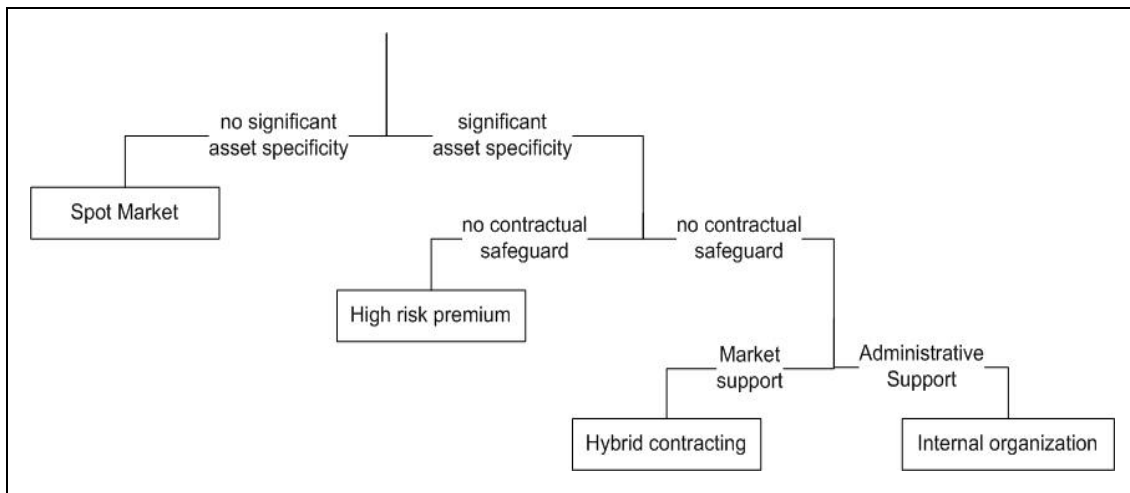 no significant
asset specificity
significant
asset specificity
Spot Market
no contractual
safeguard
no contractual
safeguard
High risk premium
Market
support
Administrative
Support
Hybrid contracting
Internal organization